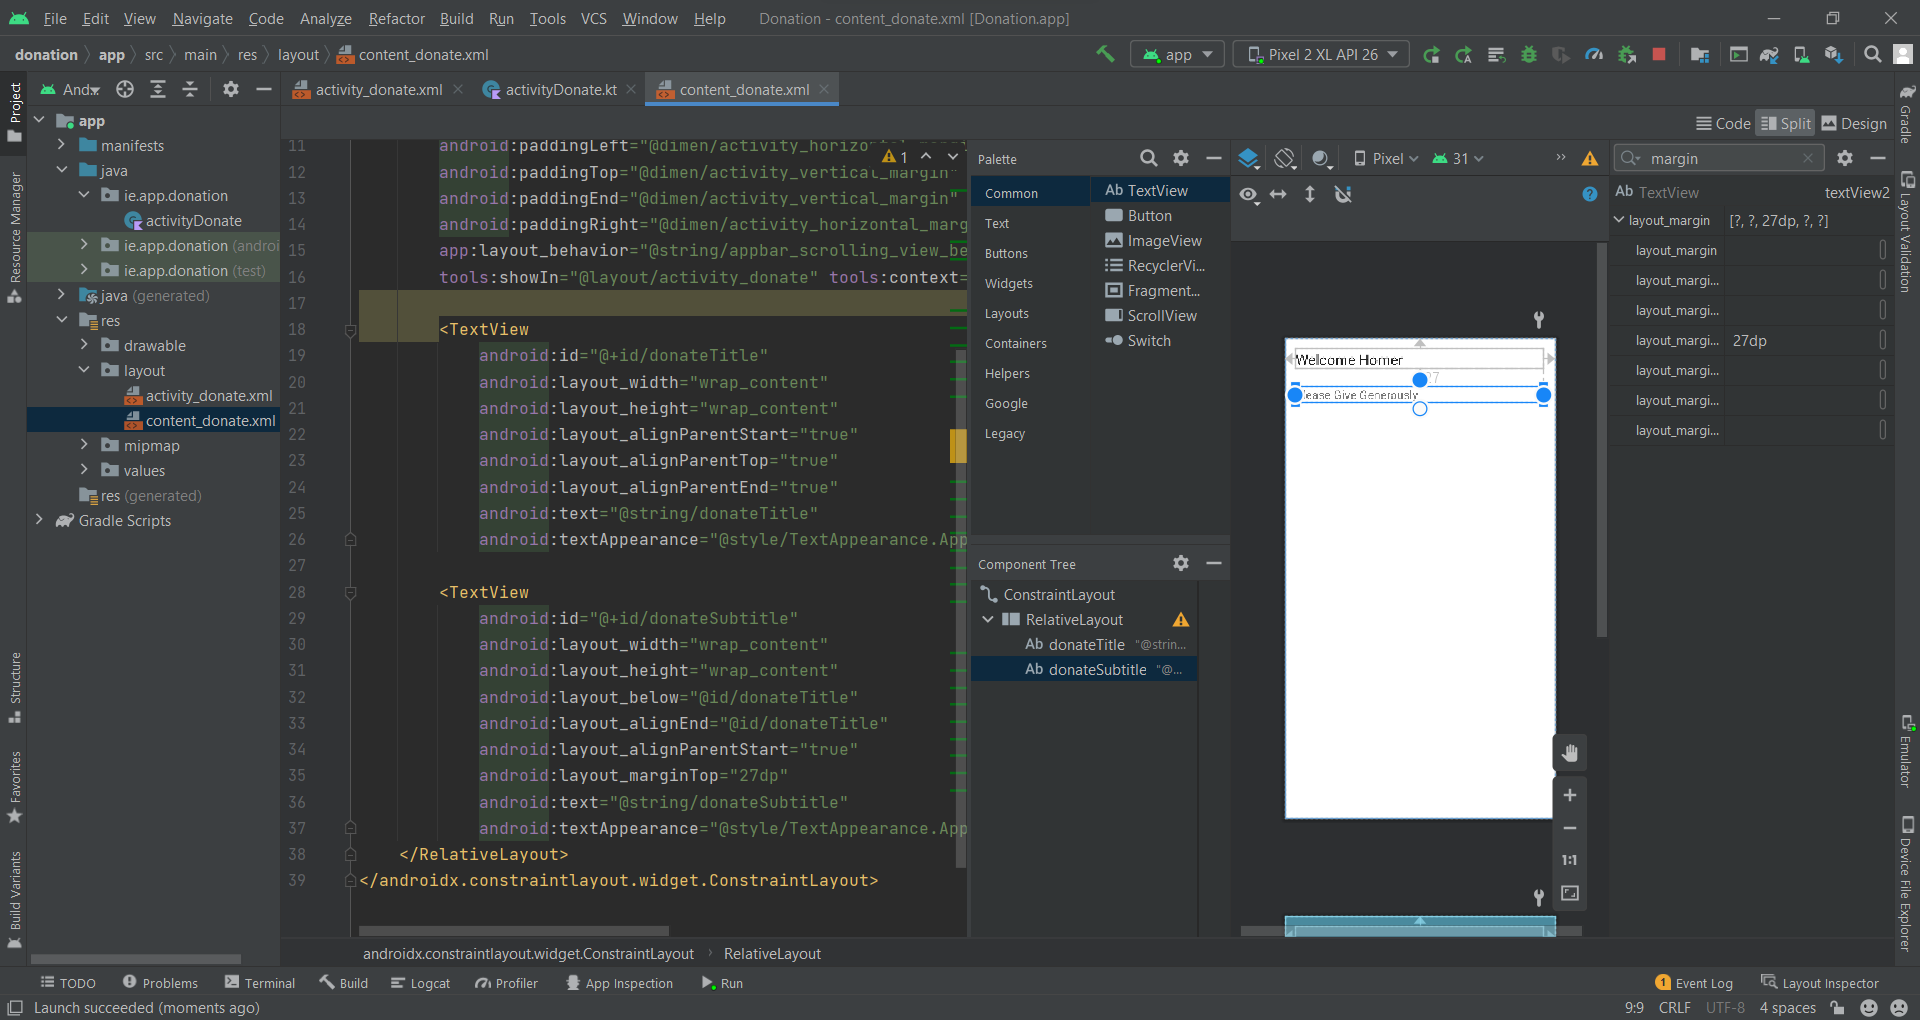 File Edit View Navigate Code Analyze Refactor Build Run Tools VCS Window Help Donation - content_donate.xml [Donation.app]
donation app src main res layout content_donate.xml app Pixel 2 XL API 26
Project
Resource Manager
Structure
Favorites
Build Variants
And
app
manifests
java
ie.app.donation
activityDonate
ie.app.donation (androi
ie.app.donation (test)
java (generated)
res
drawable
layout
activity_donate.xml
content_donate.xml
mipmap
values
res (generated)
Gradle Scripts
activity_donate.xml activityDonate.kt content_donate.xml
Code Split Design
1
11 android:paddingLeft="@dimen/activity_horizontal_mar
12 android:paddingTop="@dimen/activity_vertical_margin"
13 android:paddingEnd="@dimen/activity_vertical_margin"
14 android:paddingRight="@dimen/activity_horizontal_marg
15 app:layout_behavior="@string/appbar_scrolling_view_be
16 tools:showIn="@layout/activity_donate" tools:context=
17
18 <TextView
19 android:id="@+id/donateTitle"
20 android:layout_width="wrap_content"
21 android:layout_height="wrap_content"
22 android:layout_alignParentStart="true"
23 android:layout_alignParentTop="true"
24 android:layout_alignParentEnd="true"
25 android:text="@string/donateTitle"
26 android:textAppearance="@style/TextAppearance.App
27
28 <TextView
29 android:id="@+id/donateSubtitle"
30 android:layout_width="wrap_content"
31 android:layout_height="wrap_content"
32 android:layout_below="@id/donateTitle"
33 android:layout_alignEnd="@id/donateTitle"
34 android:layout_alignParentStart="true"
35 android:layout_marginTop="27dp"
36 android:text="@string/donateSubtitle"
37 android:textAppearance="@style/TextAppearance.App
38 </RelativeLayout>
39 </androidx.constraintlayout.widget.ConstraintLayout>
Palette
Common
Text
Buttons
Widgets
Layouts
Containers
Helpers
Google
Legacy
Ab TextView
Button
ImageView
RecyclerVi...
Fragment...
ScrollView
Switch
Component Tree
ConstraintLayout
RelativeLayout
Ab donateTitle "@strin...
Ab donateSubtitle "@...
Pixel 31 »
?
Welcome Homer
27
lease Give Generously
1:1
margin
Ab TextView textView2
layout_margin [?, ?, 27dp, ?, ?]
layout_margin
layout_margi...
layout_margi...
layout_margi... 27dp
layout_margi...
layout_margi...
layout_margi...
Gradle
Layout Validation
Emulator
Device File Explorer
androidx.constraintlayout.widget.ConstraintLayout RelativeLayout
TODO Problems Terminal Build Logcat Profiler App Inspection Run 1 Event Log Layout Inspector
Launch succeeded (moments ago) 9:9 CRLF UTF-8 4 spaces